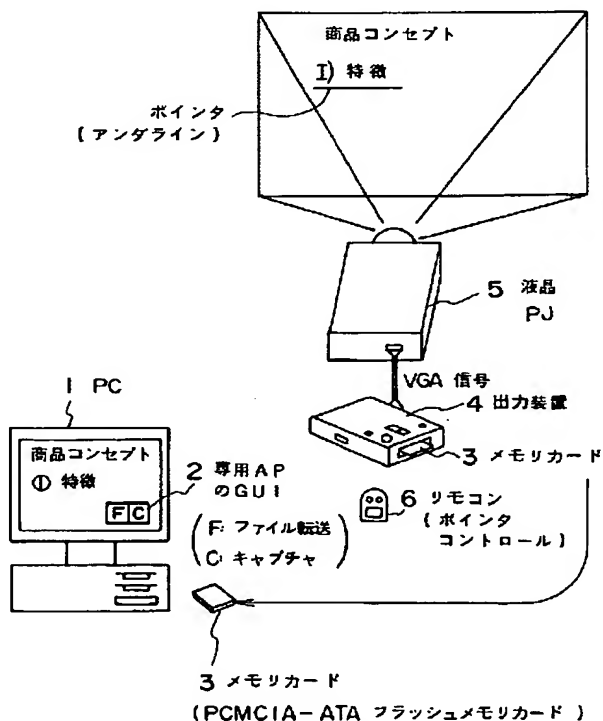 商品コンセプト
I) 特徴
ポインタ
(アンダライン)
5 液晶
PJ
VGA 信号
4 出力装置
3 メモリカード
1 PC
商品コンセプト
① 特徴
F C
2 専用AP
のGUI
F: ファイル転送
C: キャプチャ
6 リモコン
(ポインタ
コントロール)
3 メモリカード
(PCMCIA-ATA フラッシュメモリカード)